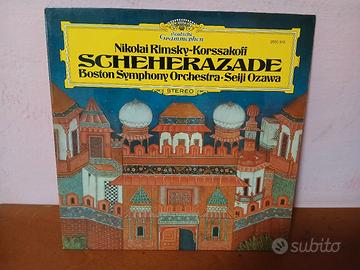 Deutsche
Grammophon
Nikolai Rimsky-Korssakoff
SCHEHERAZADE
Boston Symphony Orchestra · Seiji Ozawa
STEREO
subito